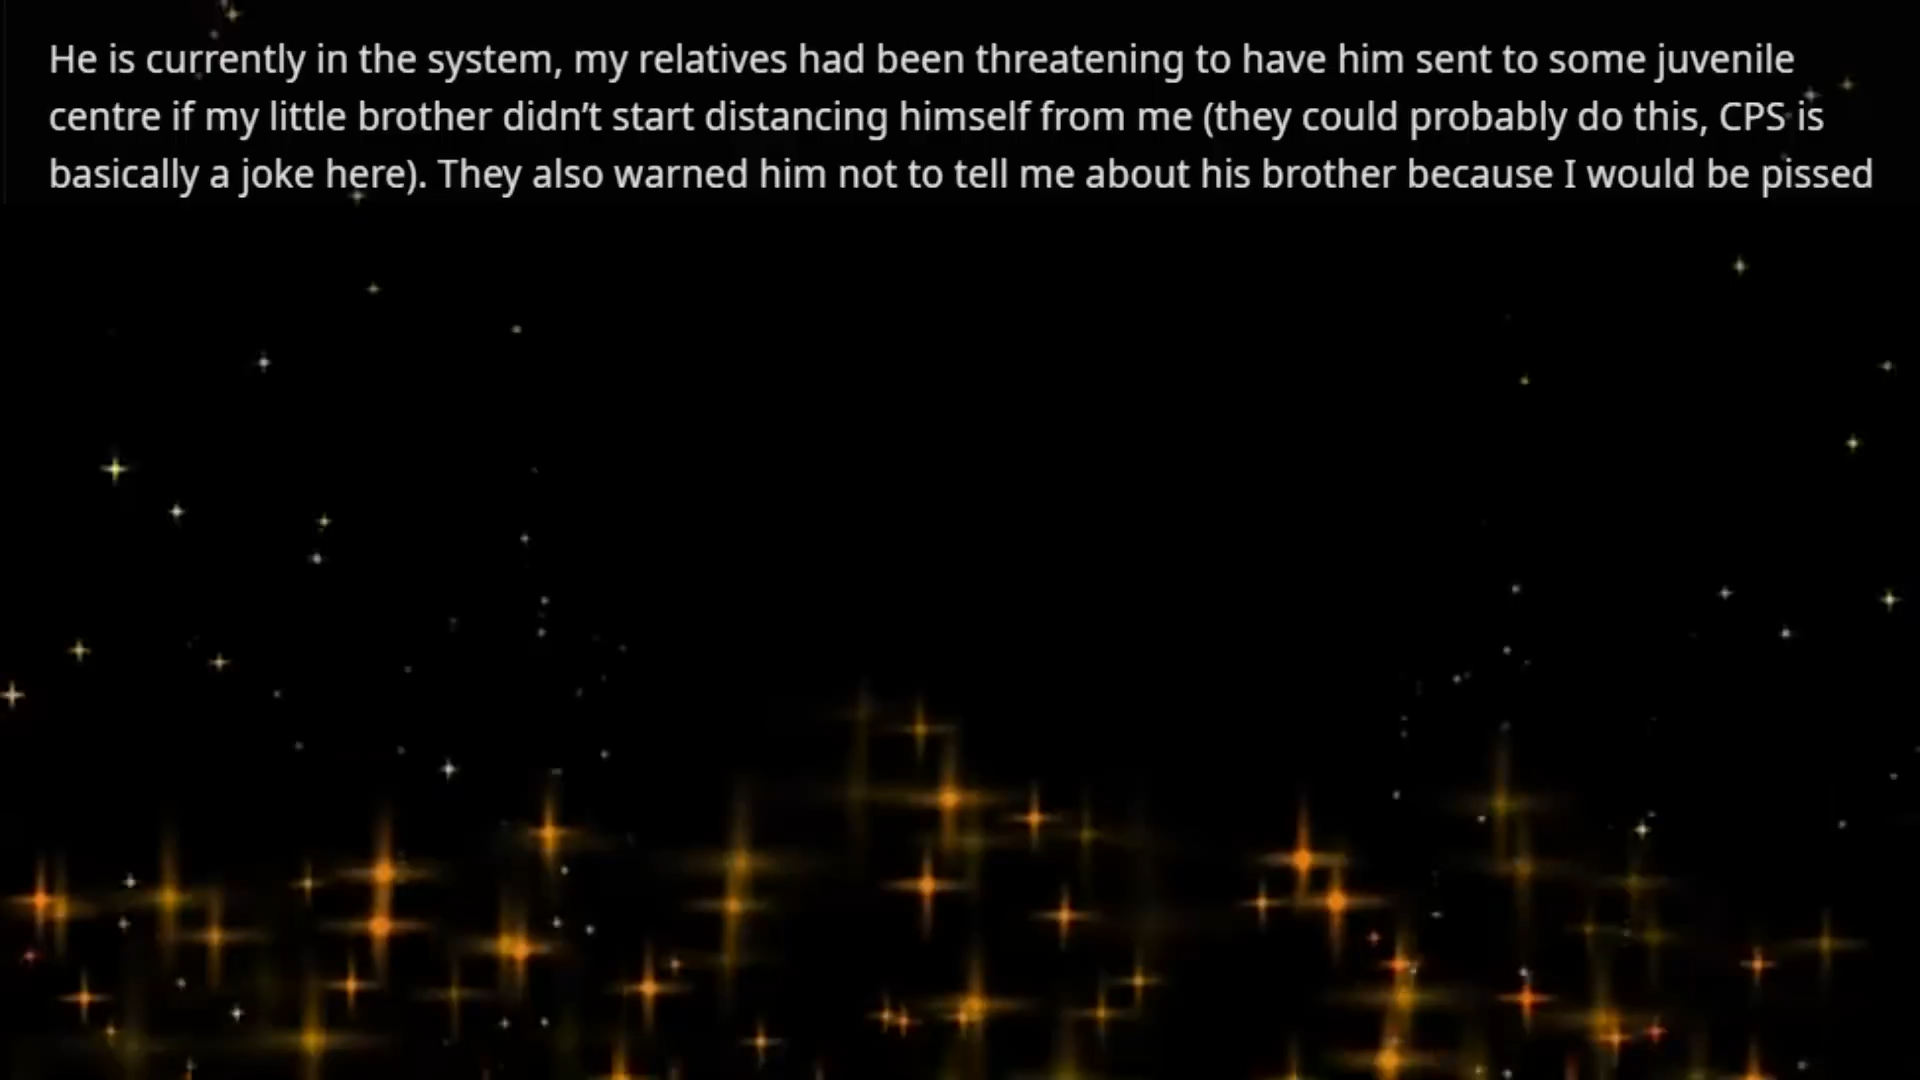 He is currently in the system, my relatives had been threatening to have him sent to some juvenile
centre if my little brother didn’t start distancing himself from me (they could probably do this, CPS is
basically a joke here). They also warned him not to tell me about his brother because I would be pissed